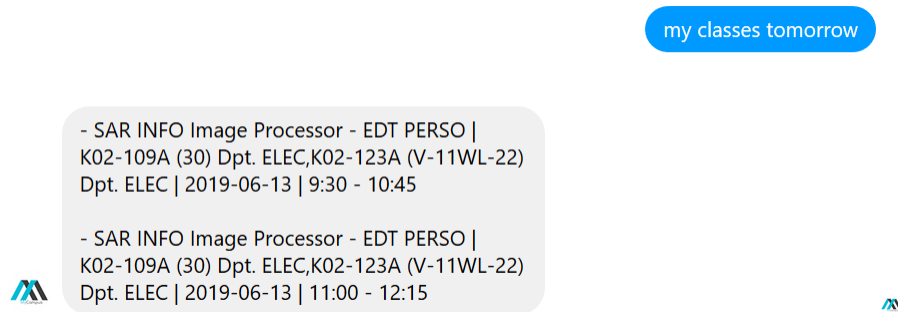 my classes tomorrow
- SAR INFO Image Processor - EDT PERSO |
K02-109A (30) Dpt. ELEC,K02-123A (V-11WL-22)
Dpt. ELEC | 2019-06-13 | 9:30 - 10:45
- SAR INFO Image Processor - EDT PERSO |
K02-109A (30) Dpt. ELEC,K02-123A (V-11WL-22)
Dpt. ELEC | 2019-06-13 | 11:00 - 12:15